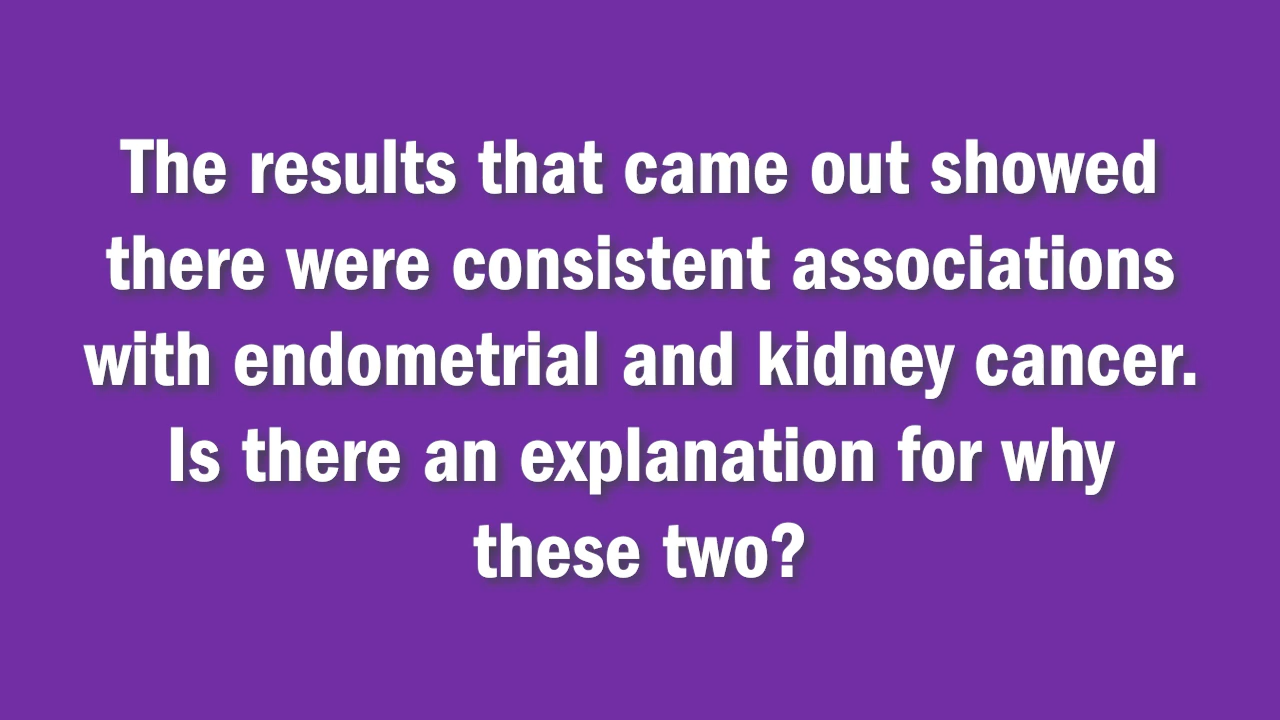 The results that came out showed
there were consistent associations
with endometrial and kidney cancer.
Is there an explanation for why
these two?